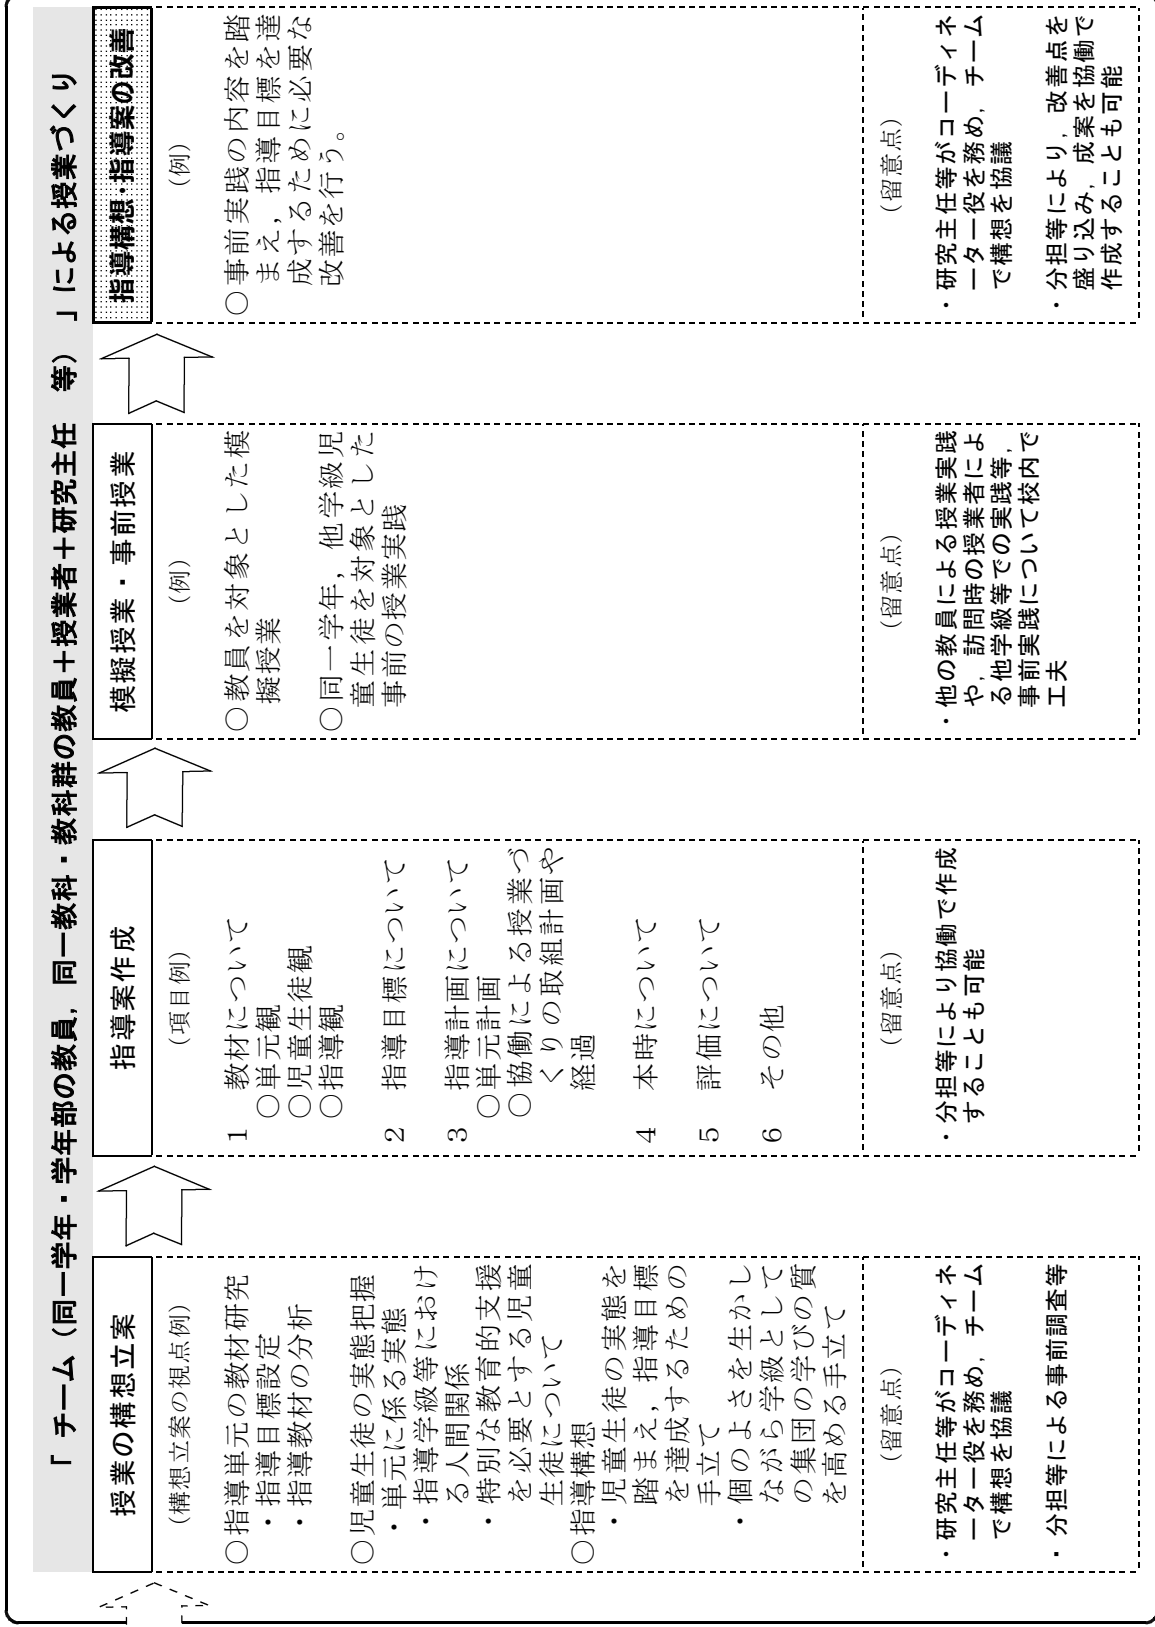 「 チーム（同一学年・学年部の教員，同一教科・教科群の教員＋授業者＋研究主任 等） 」による授業づくり
授業の構想立案
（構想立案の視点例）
○指導単元の教材研究
・指導目標設定
・指導教材の分析
○児童生徒の実態把握
・単元に係る実態
・指導学級等におけ
る人間関係
・特別な教育的支援
を必要とする児童
生徒について
○指導構想
・児童生徒の実態を
踏まえ，指導目標
を達成するための
手立て
・個のよさを生かし
ながら学級として
の集団の学びの質
を高める手立て
（留意点）
・研究主任等がコーディネ
ーター役を務め，チーム
で構想を協議
・分担等による事前調査等
指導案作成
（項目例）
１ 教材について
○単元観
○児童生徒観
○指導観
２ 指導目標について
３ 指導計画について
○単元計画
○協働による授業づ
くりの取組計画や
経過
４ 本時について
５ 評価について
６ その他
（留意点）
・分担等により協働で作成
することも可能
模擬授業・事前授業
（例）
○教員を対象とした模
擬授業
○同一学年，他学級児
童生徒を対象とした
事前の授業実践
（留意点）
・他の教員による授業実践
や，訪問時の授業者によ
る他学級等での実践等，
事前実践について校内で
工夫
指導構想・指導案の改善
（例）
○事前実践の内容を踏
まえ，指導目標を達
成するために必要な
改善を行う。
（留意点）
・研究主任等がコーディネ
ーター役を務め，チーム
で構想を協議
・分担等により，改善点を
盛り込み，成案を協働で
作成することも可能